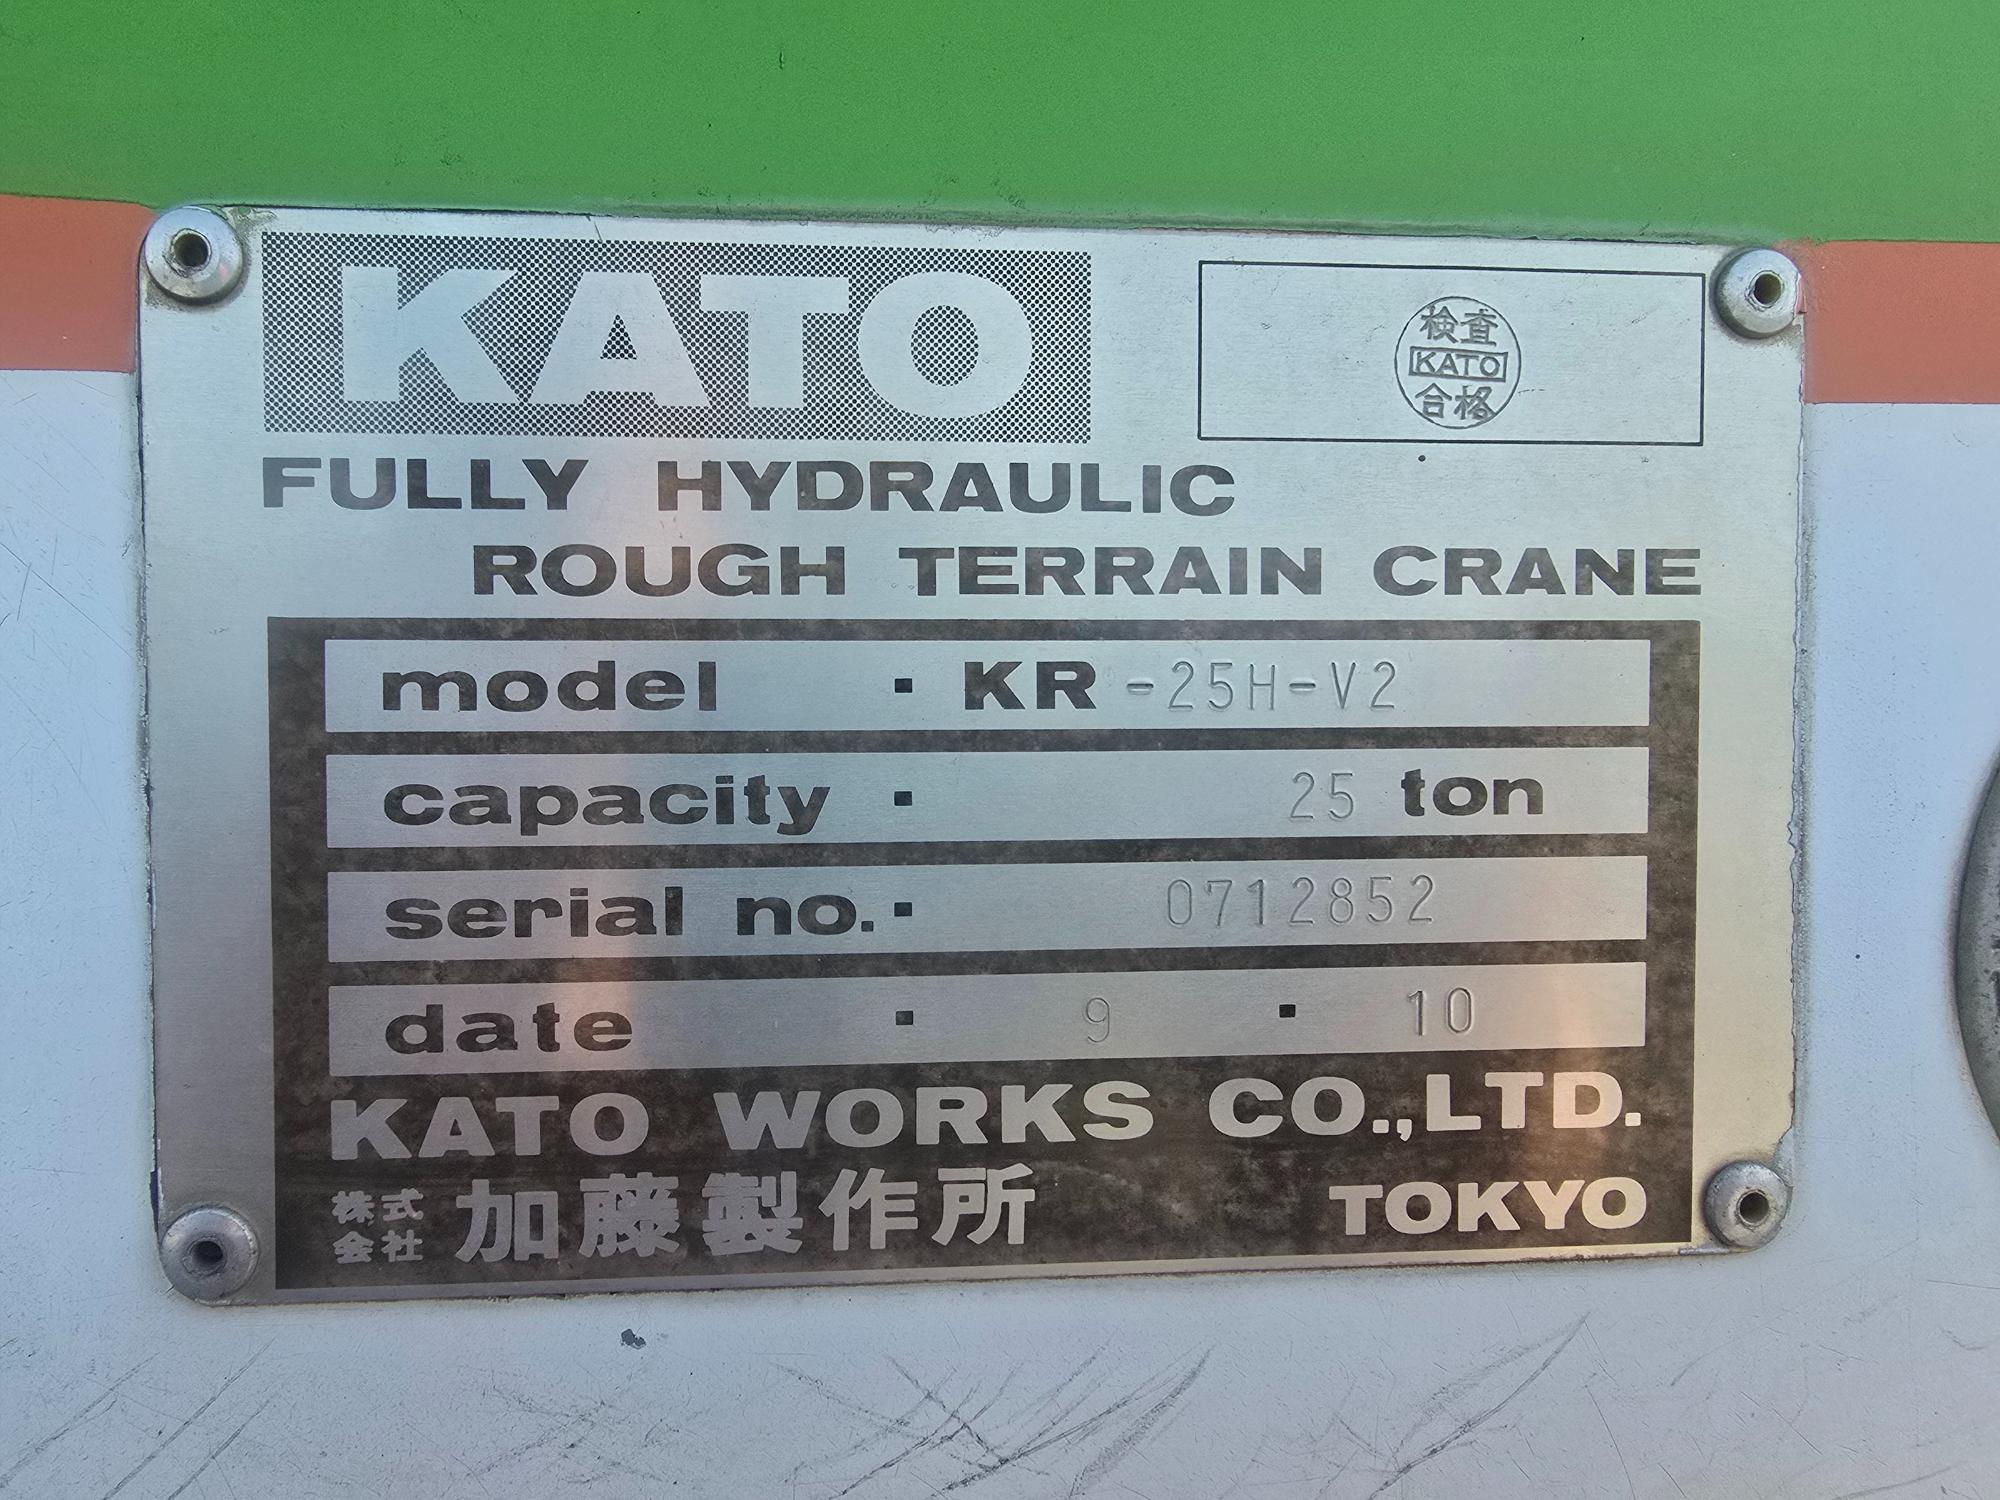 KATO
検査
KATO
合格
FULLY HYDRAULIC
ROUGH TERRAIN CRANE
model · KR-25H-V2
capacity · 25 ton
serial no. · 0712852
date · 9 · 10
KATO WORKS CO.,LTD.
株式会社 加藤製作所 TOKYO